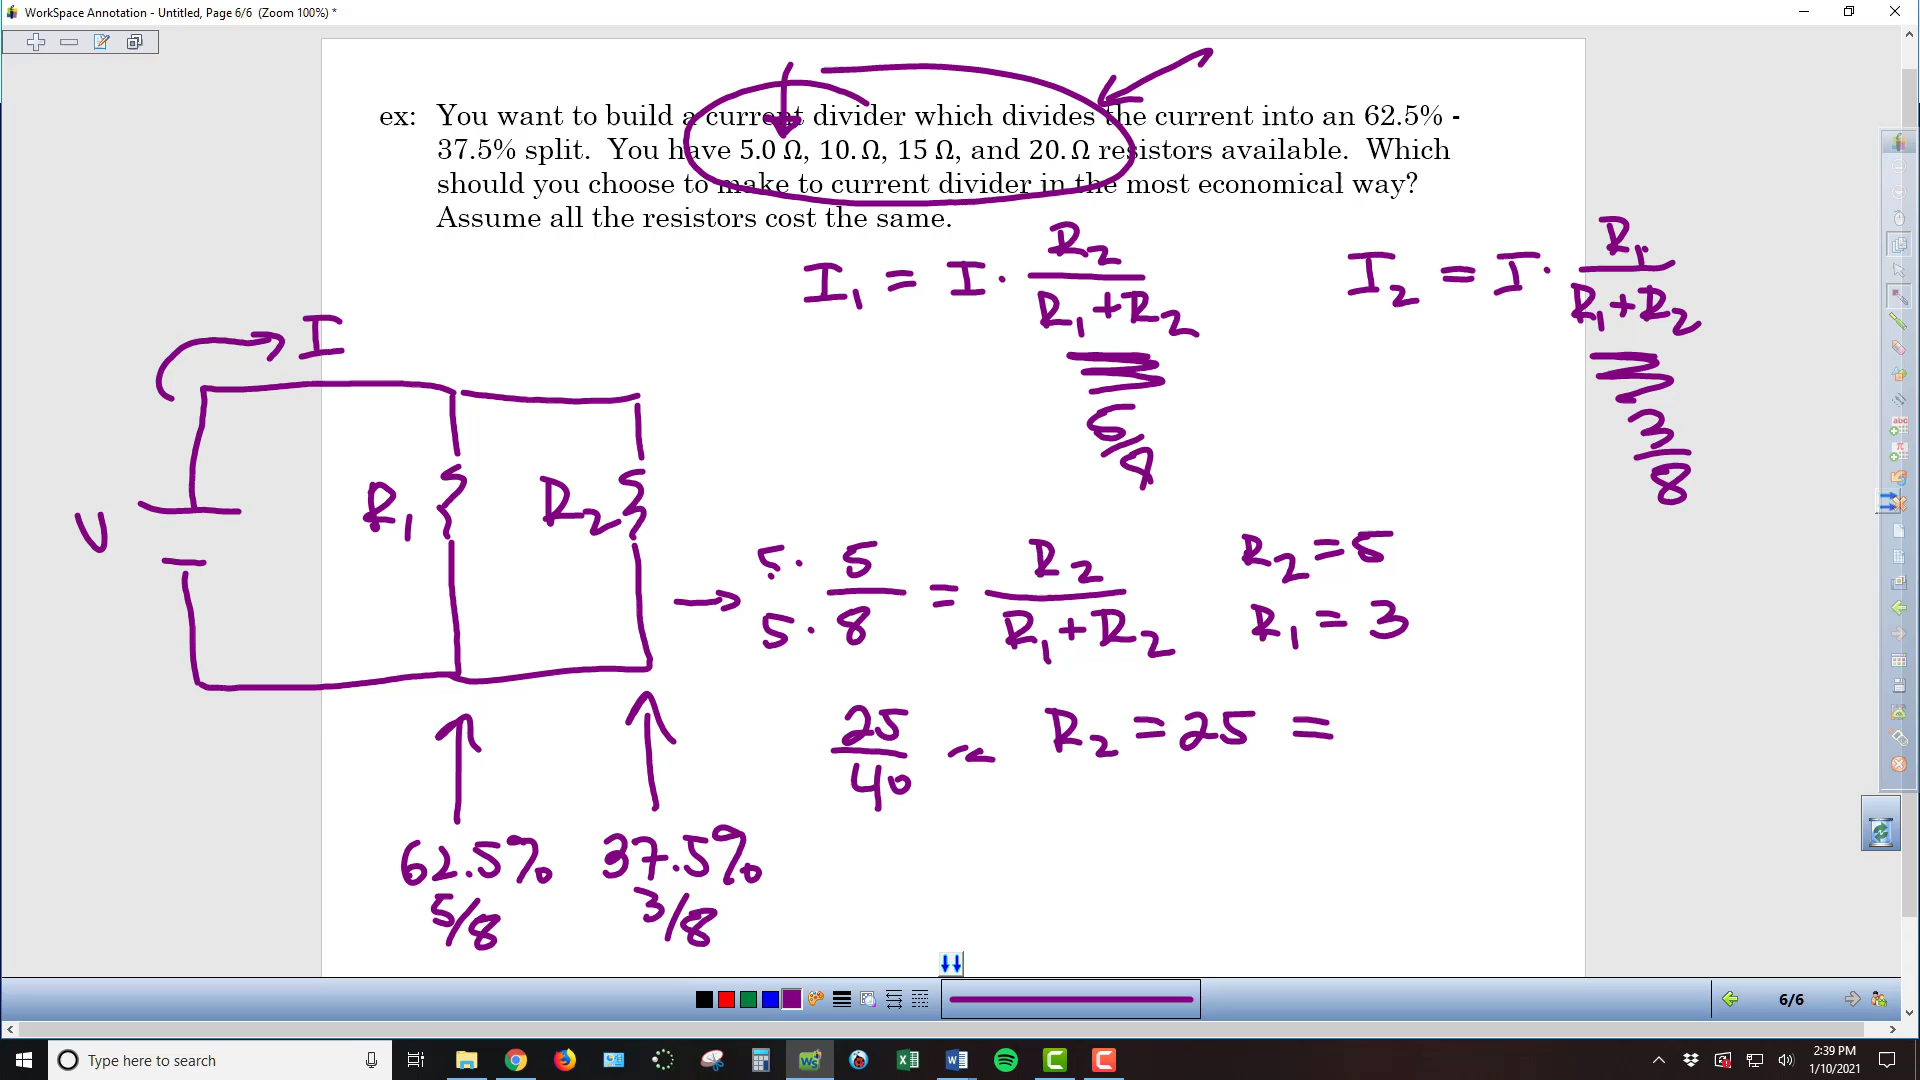 WorkSpace Annotation - Untitled, Page 6/6 (Zoom 100%) *
ex: You want to build a current divider which divides the current into an 62.5% -
37.5% split. You have 5.0 Ω, 10. Ω, 15 Ω, and 20. Ω resistors available. Which
should you choose to make to current divider in the most economical way?
Assume all the resistors cost the same.
I₁ = I · R₂/(R₁+R₂)
I₂ = I · R₁/(R₁+R₂)
3/8
I
V
R₁
R₂
→ 5·5/5·8 = R₂/(R₁+R₂)
R₂ = 5
R₁ = 3
25/40
R₂ = 25 =
62.5% 37.5%
5/8 3/8
6/6
Type here to search
2:39 PM
1/10/2021